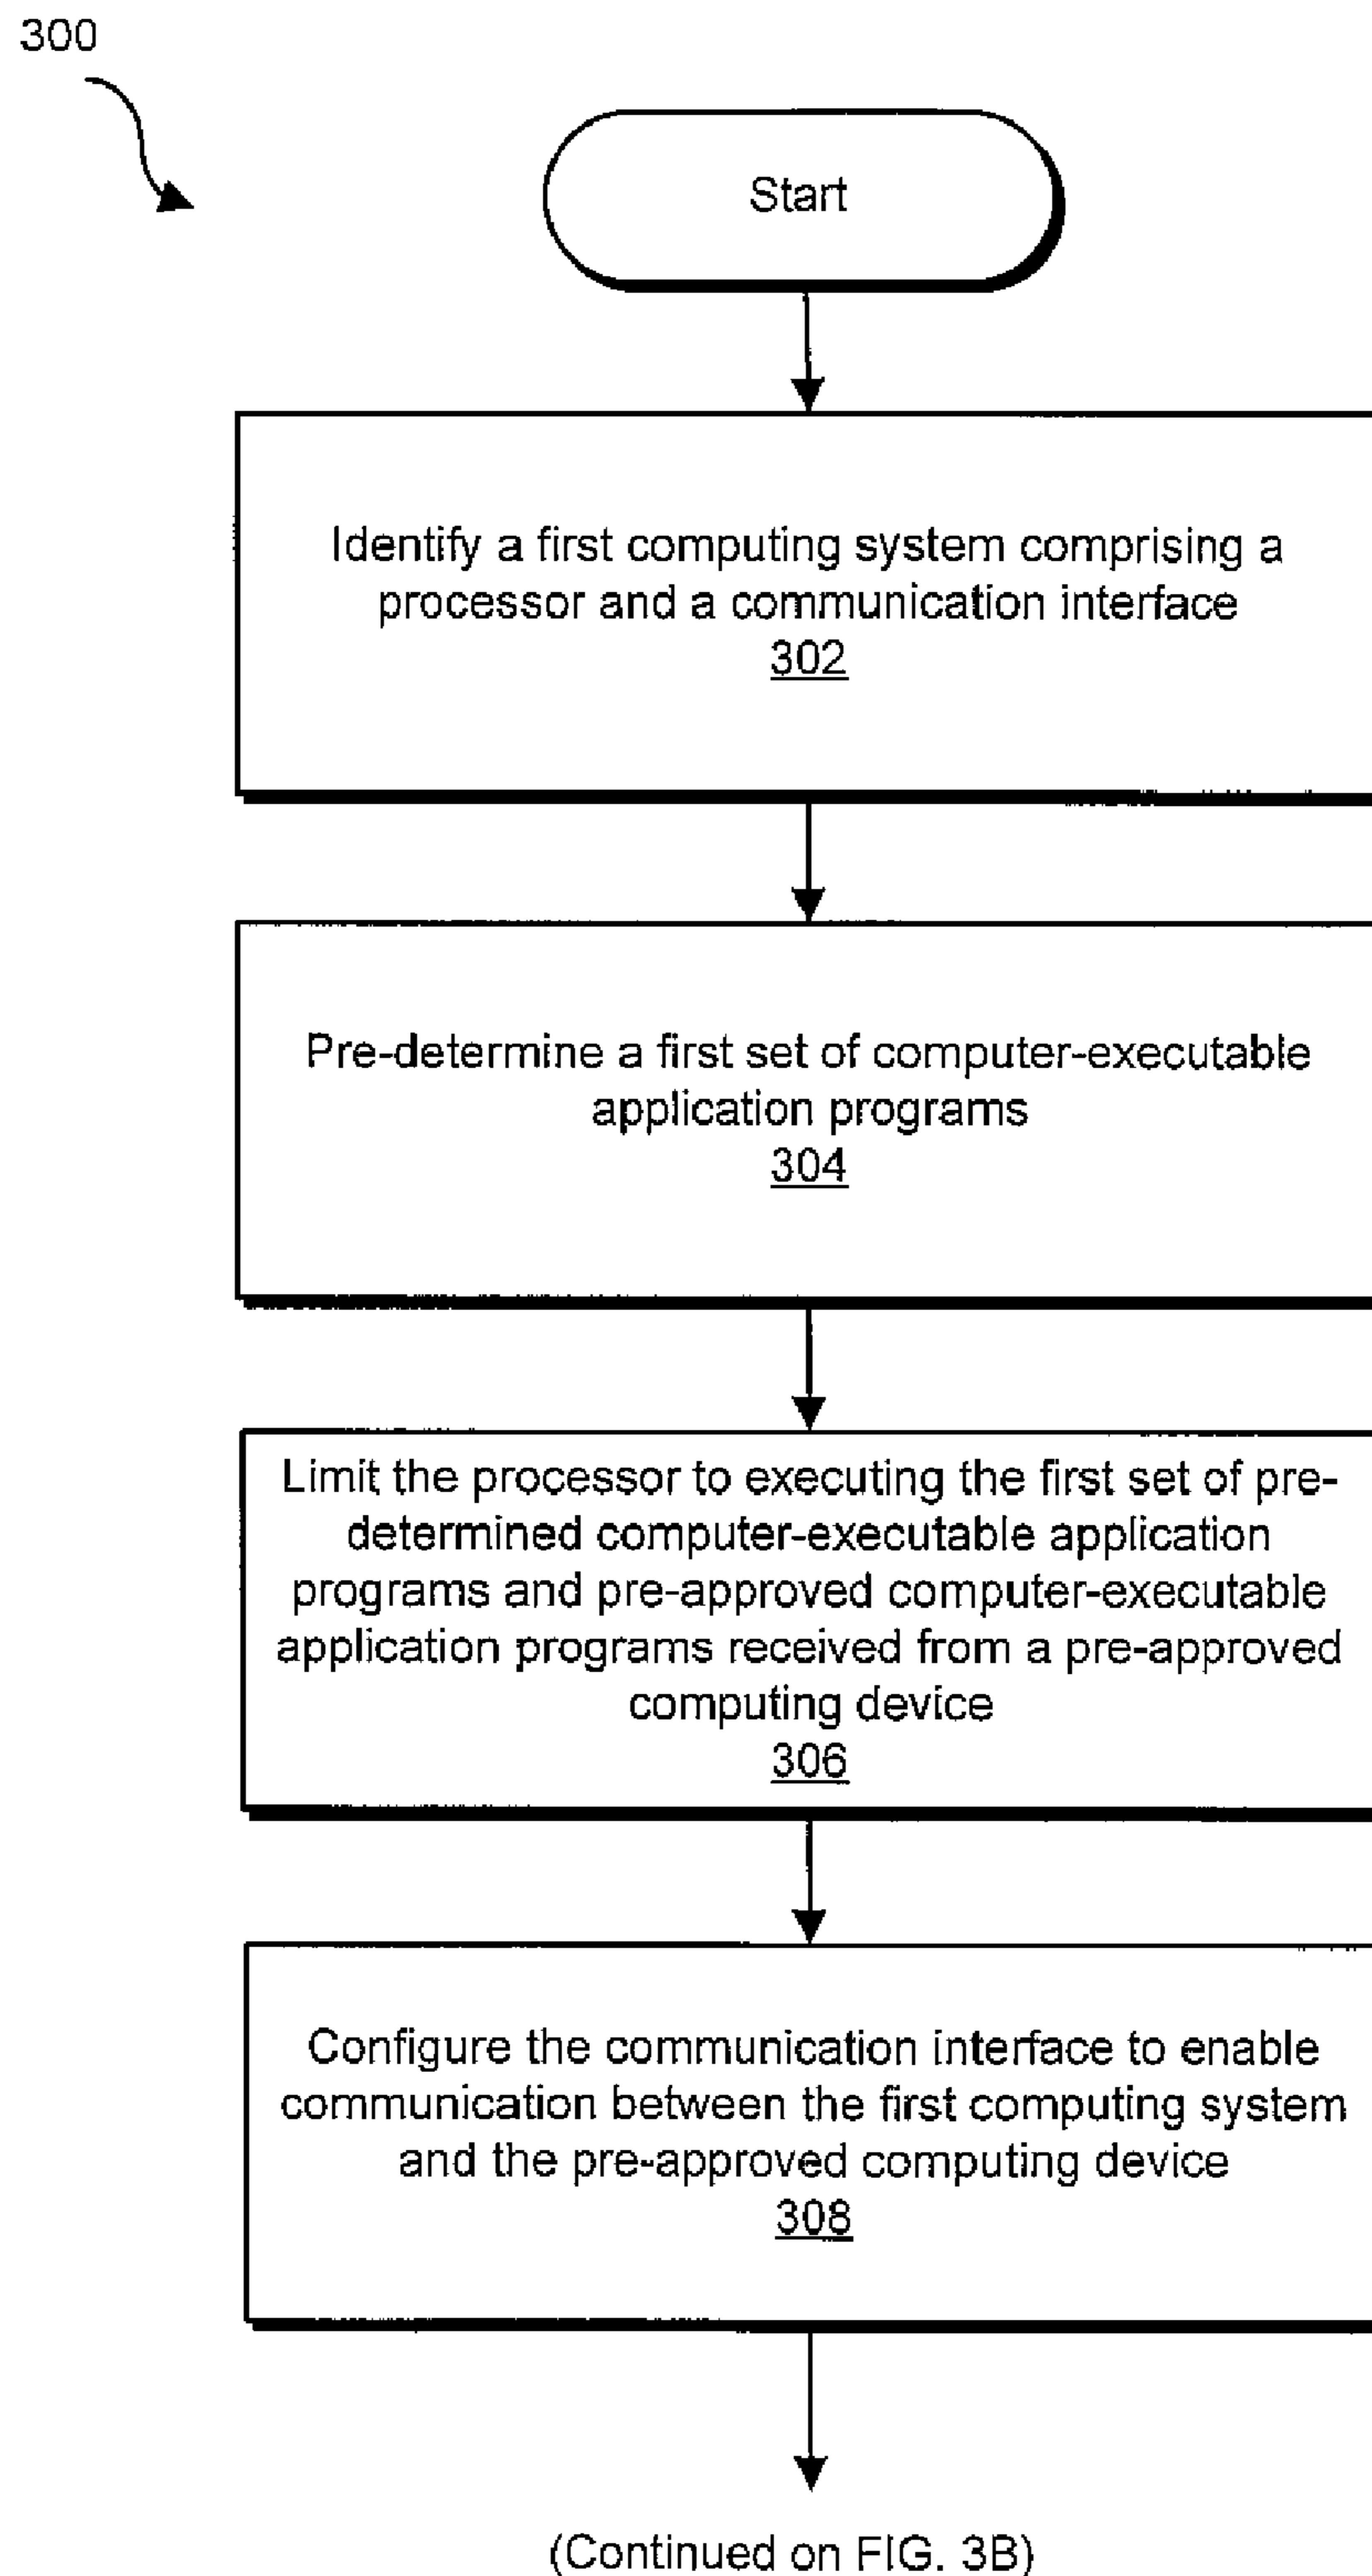 300
Start
Identify a first computing system comprising a
processor and a communication interface
302
Pre-determine a first set of computer-executable
application programs
304
Limit the processor to executing the first set of pre-
determined computer-executable application
programs and pre-approved computer-executable
application programs received from a pre-approved
computing device
306
Configure the communication interface to enable
communication between the first computing system
and the pre-approved computing device
308
(Continued on FIG. 3B)